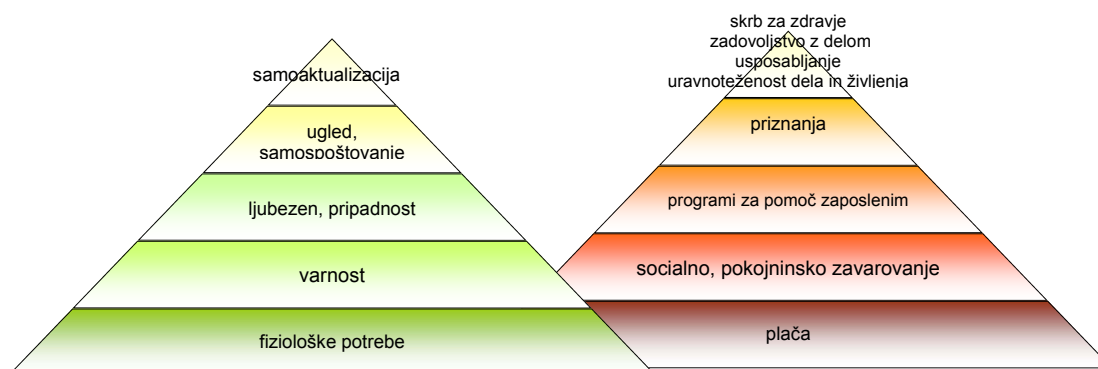 samoaktualizacija
ugled,
samospoštovanje
ljubezen, pripadnost
varnost
fiziološke potrebe
skrb za zdravje
zadovoljstvo z delom
usposabljanje
uravnoteženost dela in življenja
priznanja
programi za pomoč zaposlenim
socialno, pokojninsko zavarovanje
plača